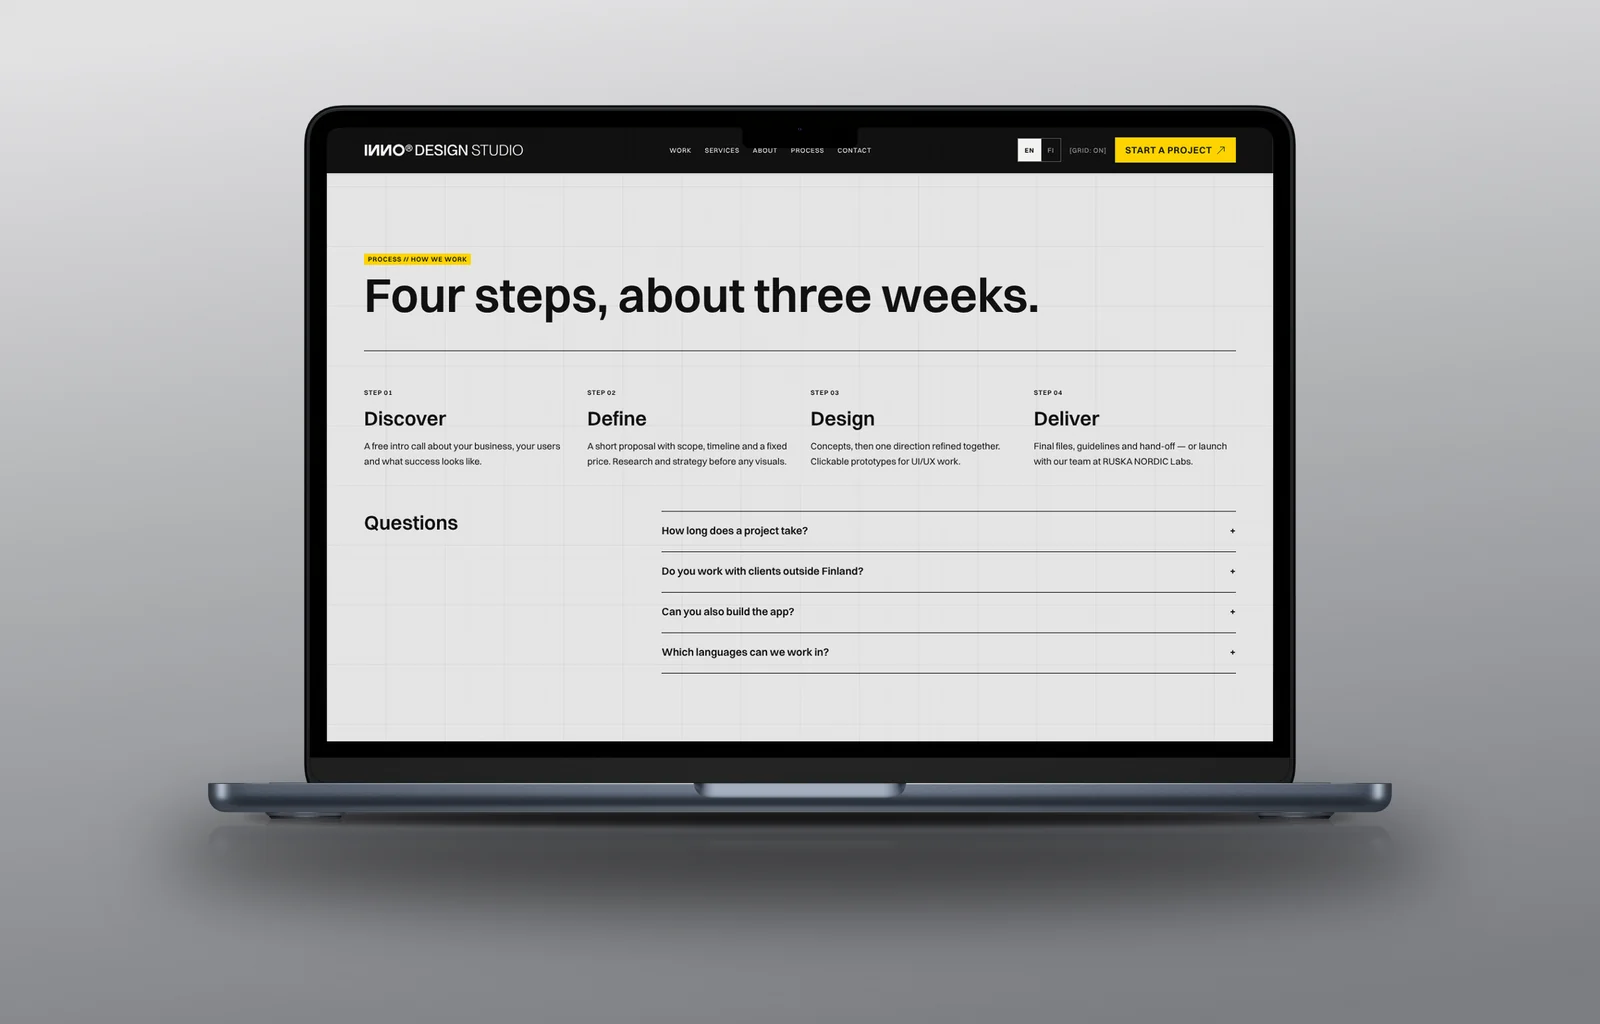 INNO® DESIGN STUDIO
WORK SERVICES ABOUT PROCESS CONTACT
EN FI [GRID: ON] START A PROJECT ↗
PROCESS // HOW WE WORK
Four steps, about three weeks.
STEP 01
Discover
A free intro call about your business, your users
and what success looks like.
STEP 02
Define
A short proposal with scope, timeline and a fixed
price. Research and strategy before any visuals.
STEP 03
Design
Concepts, then one direction refined together.
Clickable prototypes for UI/UX work.
STEP 04
Deliver
Final files, guidelines and hand-off — or launch
with our team at RUSKA NORDIC Labs.
Questions
How long does a project take? +
Do you work with clients outside Finland? +
Can you also build the app? +
Which languages can we work in? +